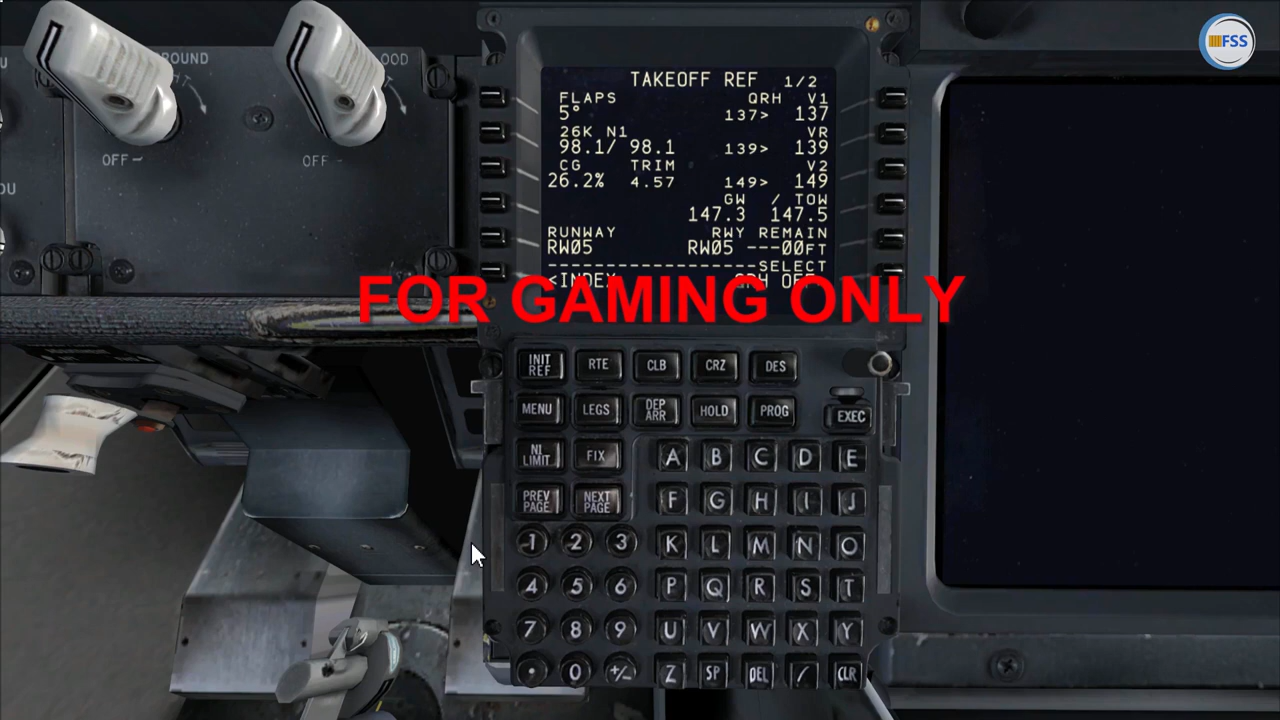 FSS
ROUND
OOD
OFF
OFF
DU
TAKEOFF REF 1/2
FLAPS QRH V1
5° 137> 137
26K N1 VR
98.1/ 98.1 139> 139
CG TRIM V2
26.2% 4.57 149> 149
GW / TOW
147.3 147.5
RUNWAY RWY REMAIN
RW05 RW05 ---00FT
--------------------SELECT
<INDEX
FOR GAMING ONLY
INIT REF RTE CLB CRZ DES
MENU LEGS DEP ARR HOLD PROG EXEC
N1 LIMIT FIX A B C D E
PREV PAGE NEXT PAGE F G H I J
1 2 3 K L M N O
4 5 6 P Q R S T
7 8 9 U V W X Y
. 0 +/- Z SP DEL / CLR